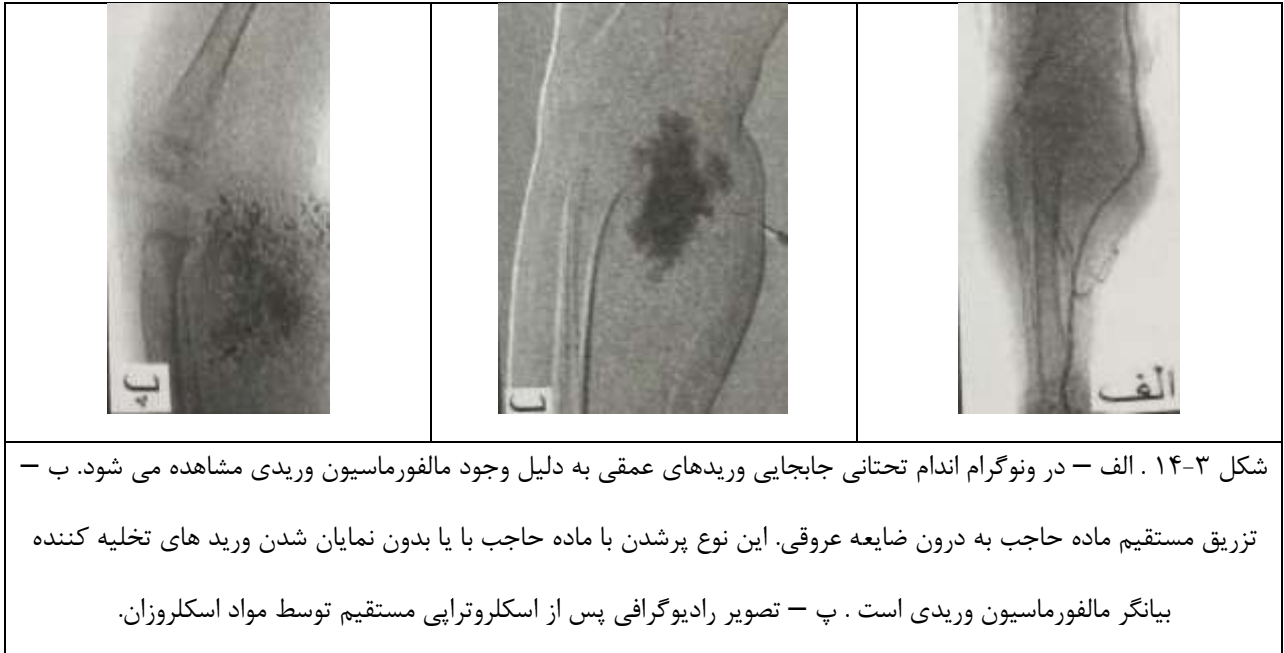 الف
ب
پ
شکل ۳-۱۴ . الف – در ونوگرام اندام تحتانی جابجایی وریدهای عمقی به دلیل وجود مالفورماسیون وریدی مشاهده می شود. ب –
تزریق مستقیم ماده حاجب به درون ضایعه عروقی. این نوع پرشدن با ماده حاجب با یا بدون نمایان شدن ورید های تخلیه کننده
بیانگر مالفورماسیون وریدی است . پ – تصویر رادیوگرافی پس از اسکلروتراپی مستقیم توسط مواد اسکلروزان.